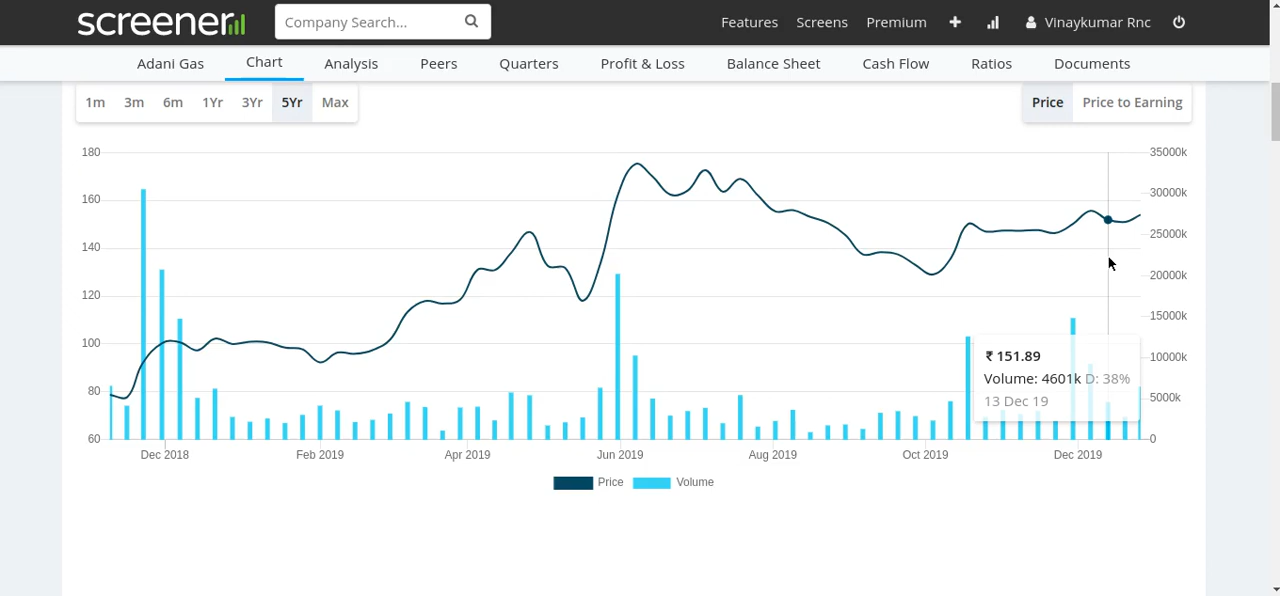 screener
Company Search...
Features Screens Premium Vinaykumar Rnc
Adani Gas Chart Analysis Peers Quarters Profit & Loss Balance Sheet Cash Flow Ratios Documents
1m 3m 6m 1Yr 3Yr 5Yr Max Price Price to Earning
180 35000k
160 30000k
140 25000k
120 20000k
100 15000k
80 10000k
60 5000k
0
₹ 151.89
Volume: 4601k D: 38%
13 Dec 19
Dec 2018 Feb 2019 Apr 2019 Jun 2019 Aug 2019 Oct 2019 Dec 2019
Price Volume